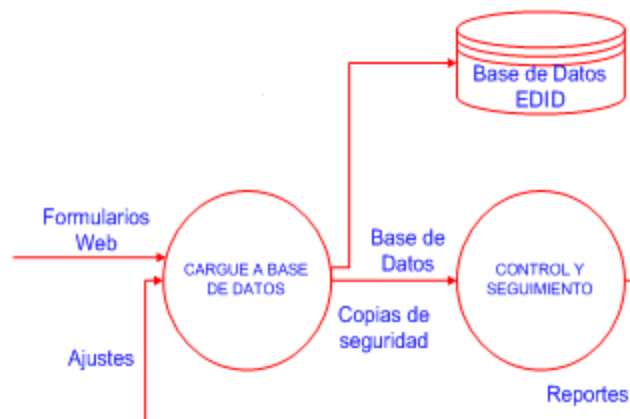 Base de Datos
EDID
Formularios
Web
CARGUE A BASE
DE DATOS
Base de
Datos
CONTROL Y
SEGUIMIENTO
Copias de
seguridad
Ajustes
Reportes